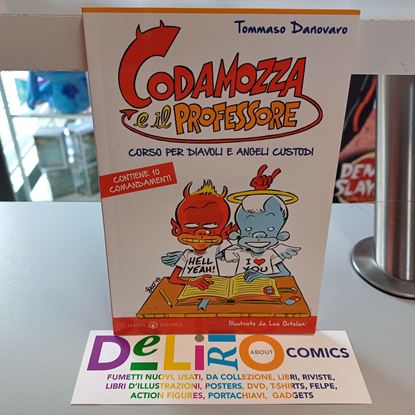 Tommaso Danovaro
CODAMOZZA
e il PROFESSORE
CORSO PER DIAVOLI E ANGELI CUSTODI
CONTIENE 10
COMANDAMENTI
HELL
YEAH!
I ♥
YOU
Illustrato da Leo Ortolani
DELIRIO ABOUT COMICS
FUMETTI NUOVI, USATI, DA COLLEZIONE, LIBRI, RIVISTE,
LIBRI D'ILLUSTRAZIONI, POSTERS, DVD, T-SHIRTS, FELPE,
ACTION FIGURES, PORTACHIAVI, GADGETS